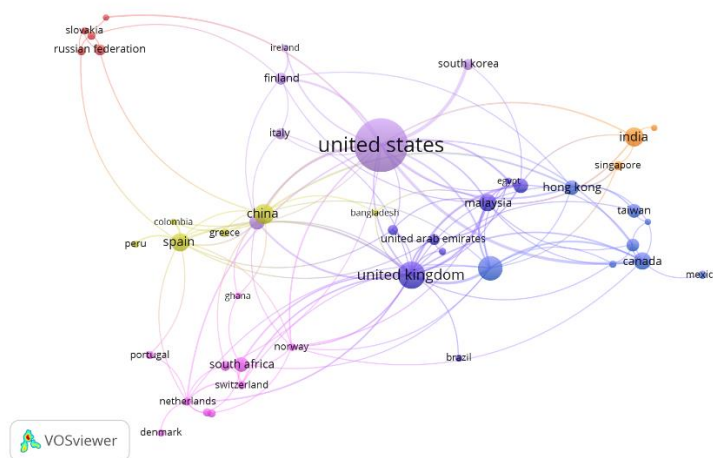 slovakia
russian federation
ireland
finland
south korea
italy
united states
india
singapore
egypt
hong kong
malaysia
taiwan
bangladesh
colombia
china
greece
peru
spain
united arab emirates
united kingdom
canada
mexic
ghana
norway
brazil
portugal
south africa
switzerland
netherlands
denmark
VOSviewer